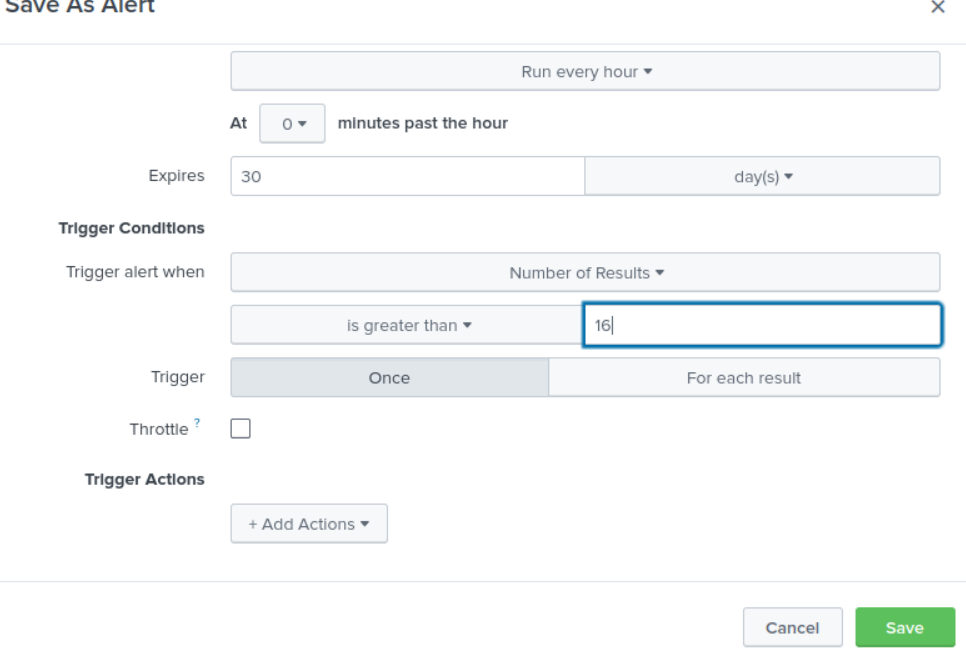 Save As Alert
×
Run every hour
At 0 minutes past the hour
Expires 30 day(s)
Trigger Conditions
Trigger alert when Number of Results
is greater than 16
Trigger Once For each result
Throttle ?
Trigger Actions
+ Add Actions
Cancel Save